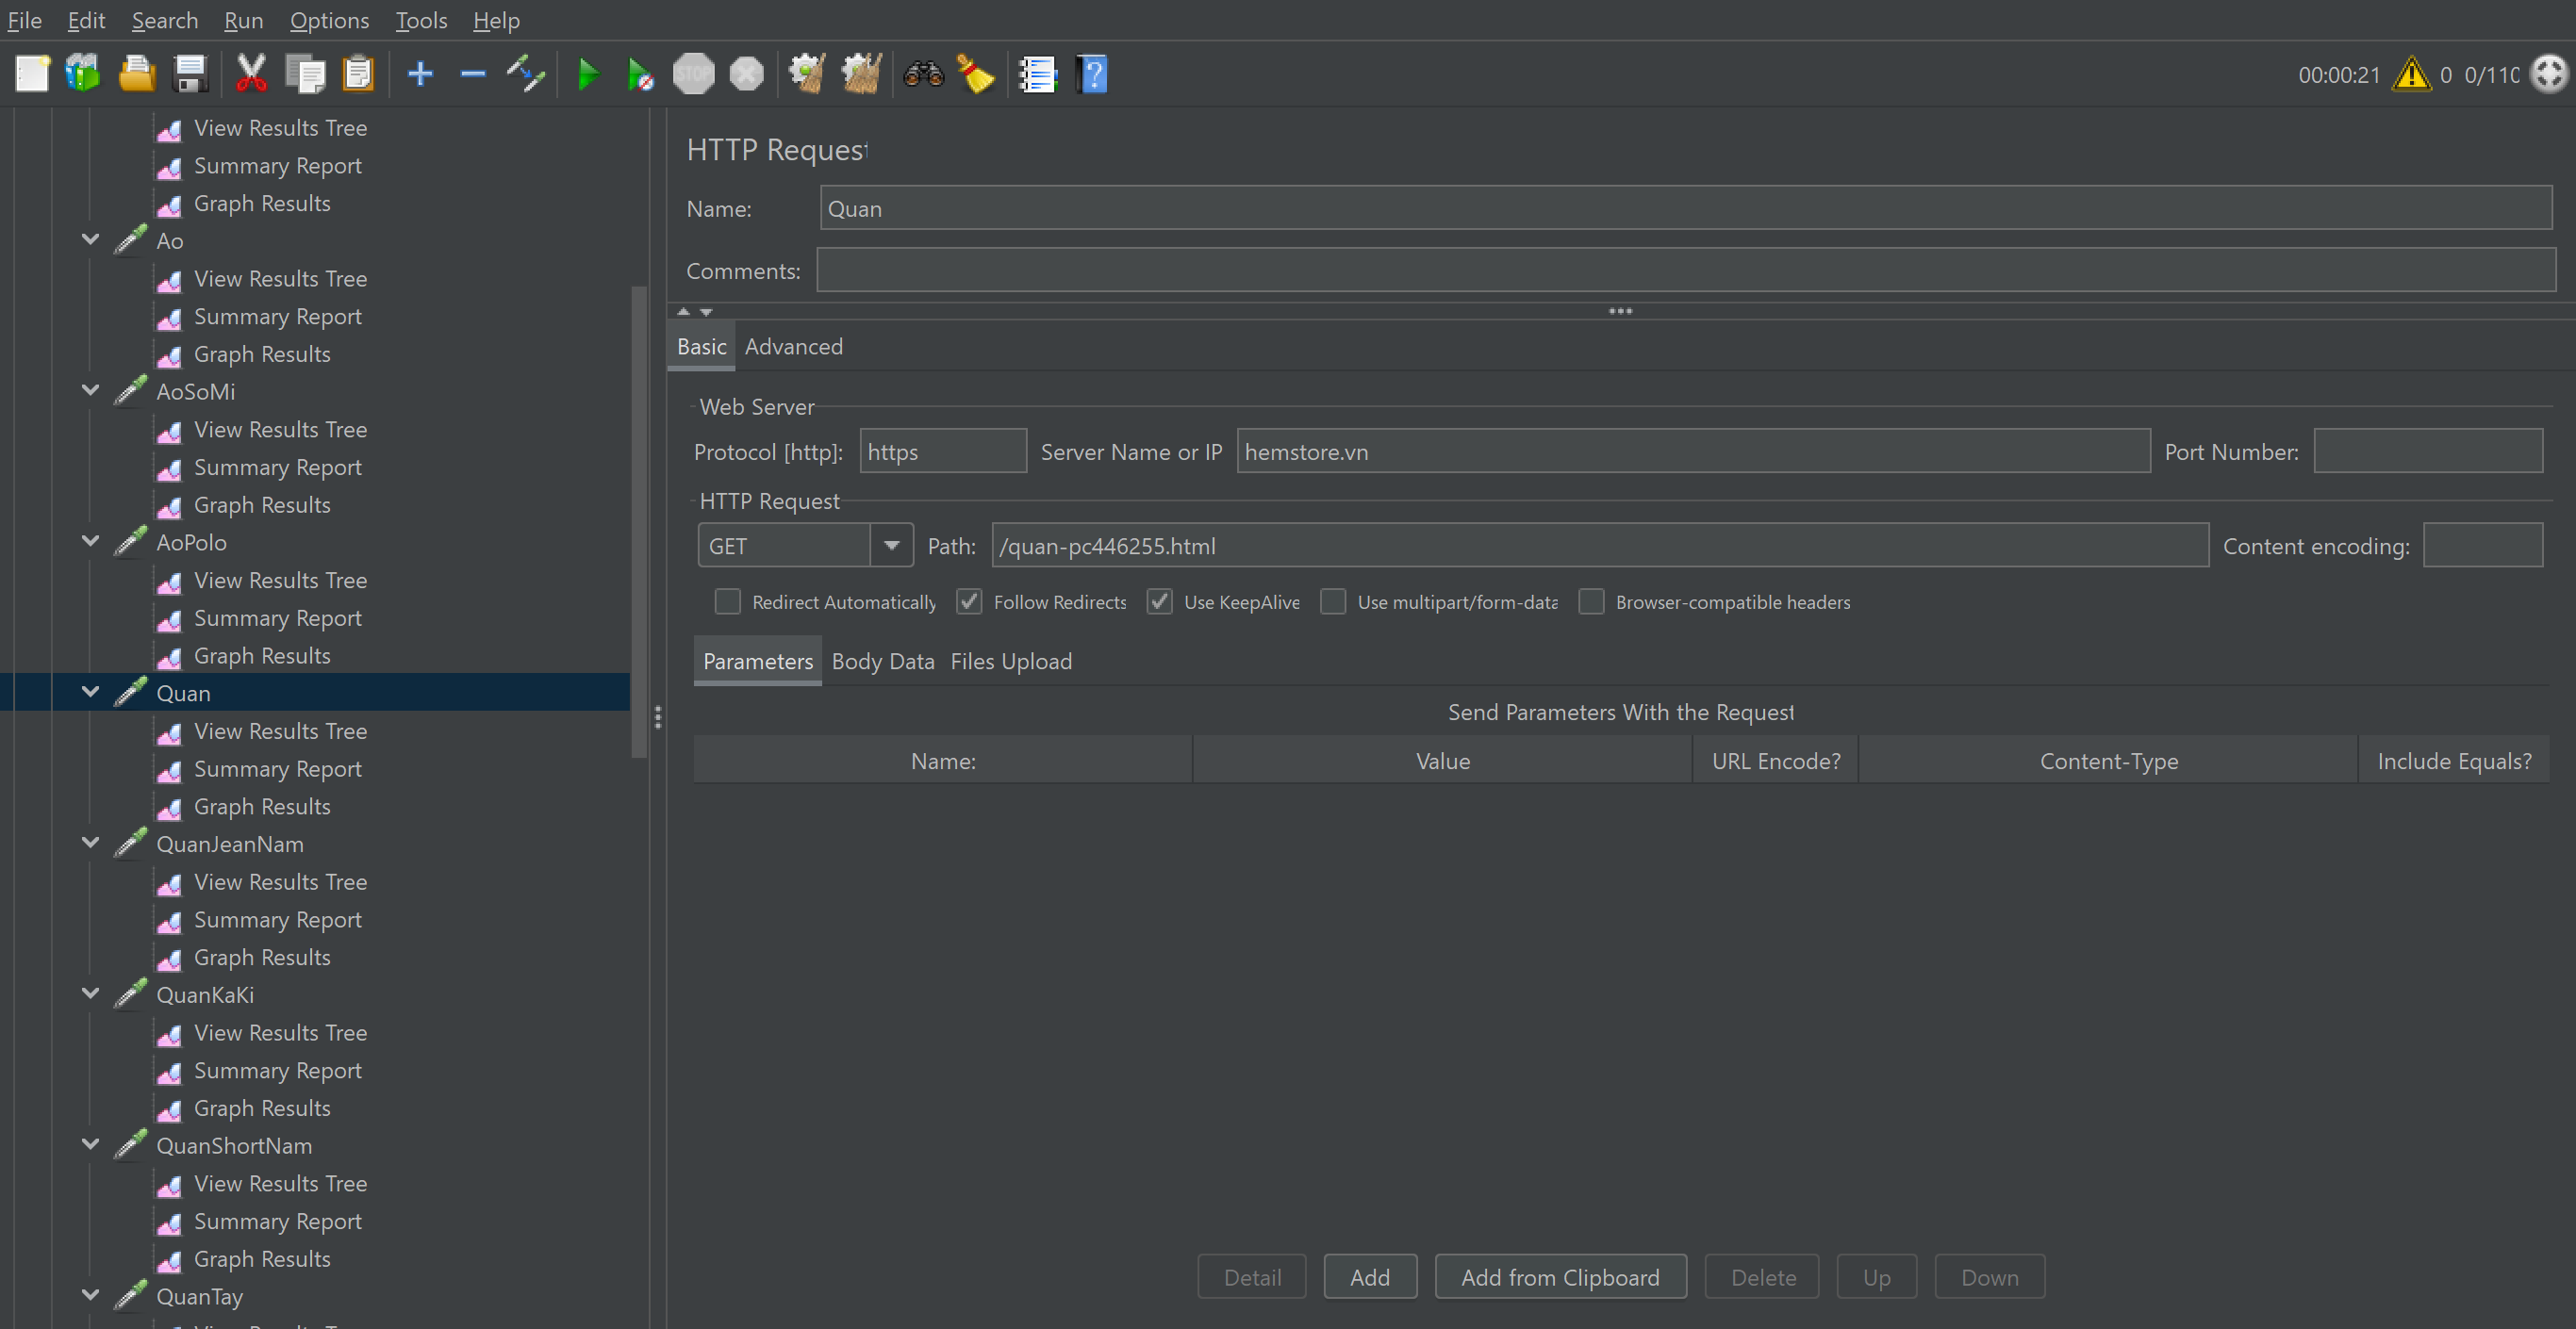 File Edit Search Run Options Tools Help
STOP
00:00:21 0 0/110
View Results Tree
Summary Report
Graph Results
Ao
View Results Tree
Summary Report
Graph Results
AoSoMi
View Results Tree
Summary Report
Graph Results
AoPolo
View Results Tree
Summary Report
Graph Results
Quan
View Results Tree
Summary Report
Graph Results
QuanJeanNam
View Results Tree
Summary Report
Graph Results
QuanKaKi
View Results Tree
Summary Report
Graph Results
QuanShortNam
View Results Tree
Summary Report
Graph Results
QuanTay
HTTP Request
Name: Quan
Comments:
Basic Advanced
Web Server
Protocol [http]: https Server Name or IP hemstore.vn Port Number:
HTTP Request
GET Path: /quan-pc446255.html Content encoding:
Redirect Automatically Follow Redirects Use KeepAlive Use multipart/form-data Browser-compatible headers
Parameters Body Data Files Upload
Send Parameters With the Request
Name: Value URL Encode? Content-Type Include Equals?
Detail Add Add from Clipboard Delete Up Down